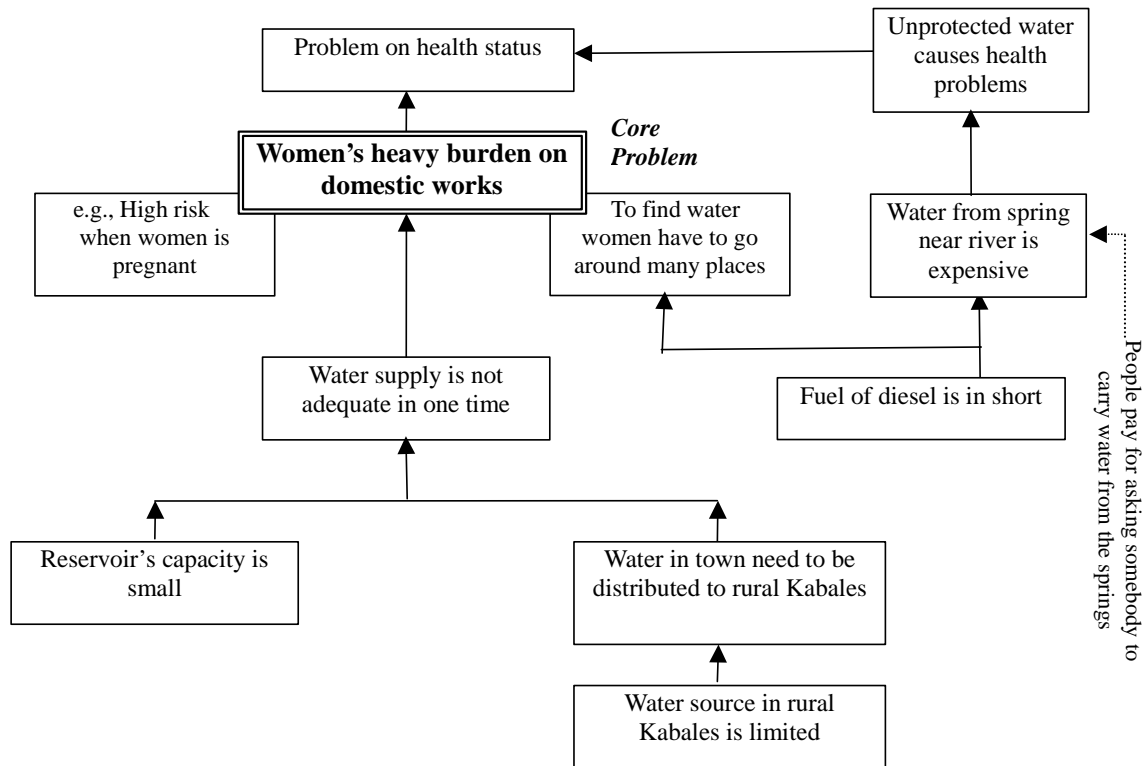 Problem on health status
Unprotected water
causes health
problems
Core
Problem
Women's heavy burden on
domestic works
e.g., High risk
when women is
pregnant
To find water
women have to go
around many places
Water from spring
near river is
expensive
Water supply is not
adequate in one time
Fuel of diesel is in short
People pay for asking somebody to
carry water from the springs
Reservoir's capacity is
small
Water in town need to be
distributed to rural Kabales
Water source in rural
Kabales is limited